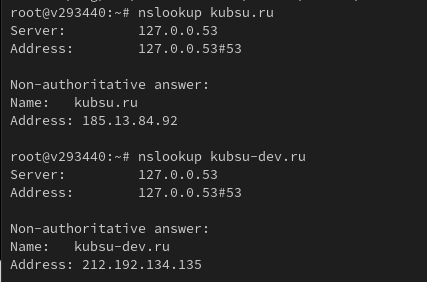 root@v293440:~# nslookup kubsu.ru
Server:         127.0.0.53
Address:        127.0.0.53#53

Non-authoritative answer:
Name:   kubsu.ru
Address: 185.13.84.92

root@v293440:~# nslookup kubsu-dev.ru
Server:         127.0.0.53
Address:        127.0.0.53#53

Non-authoritative answer:
Name:   kubsu-dev.ru
Address: 212.192.134.135